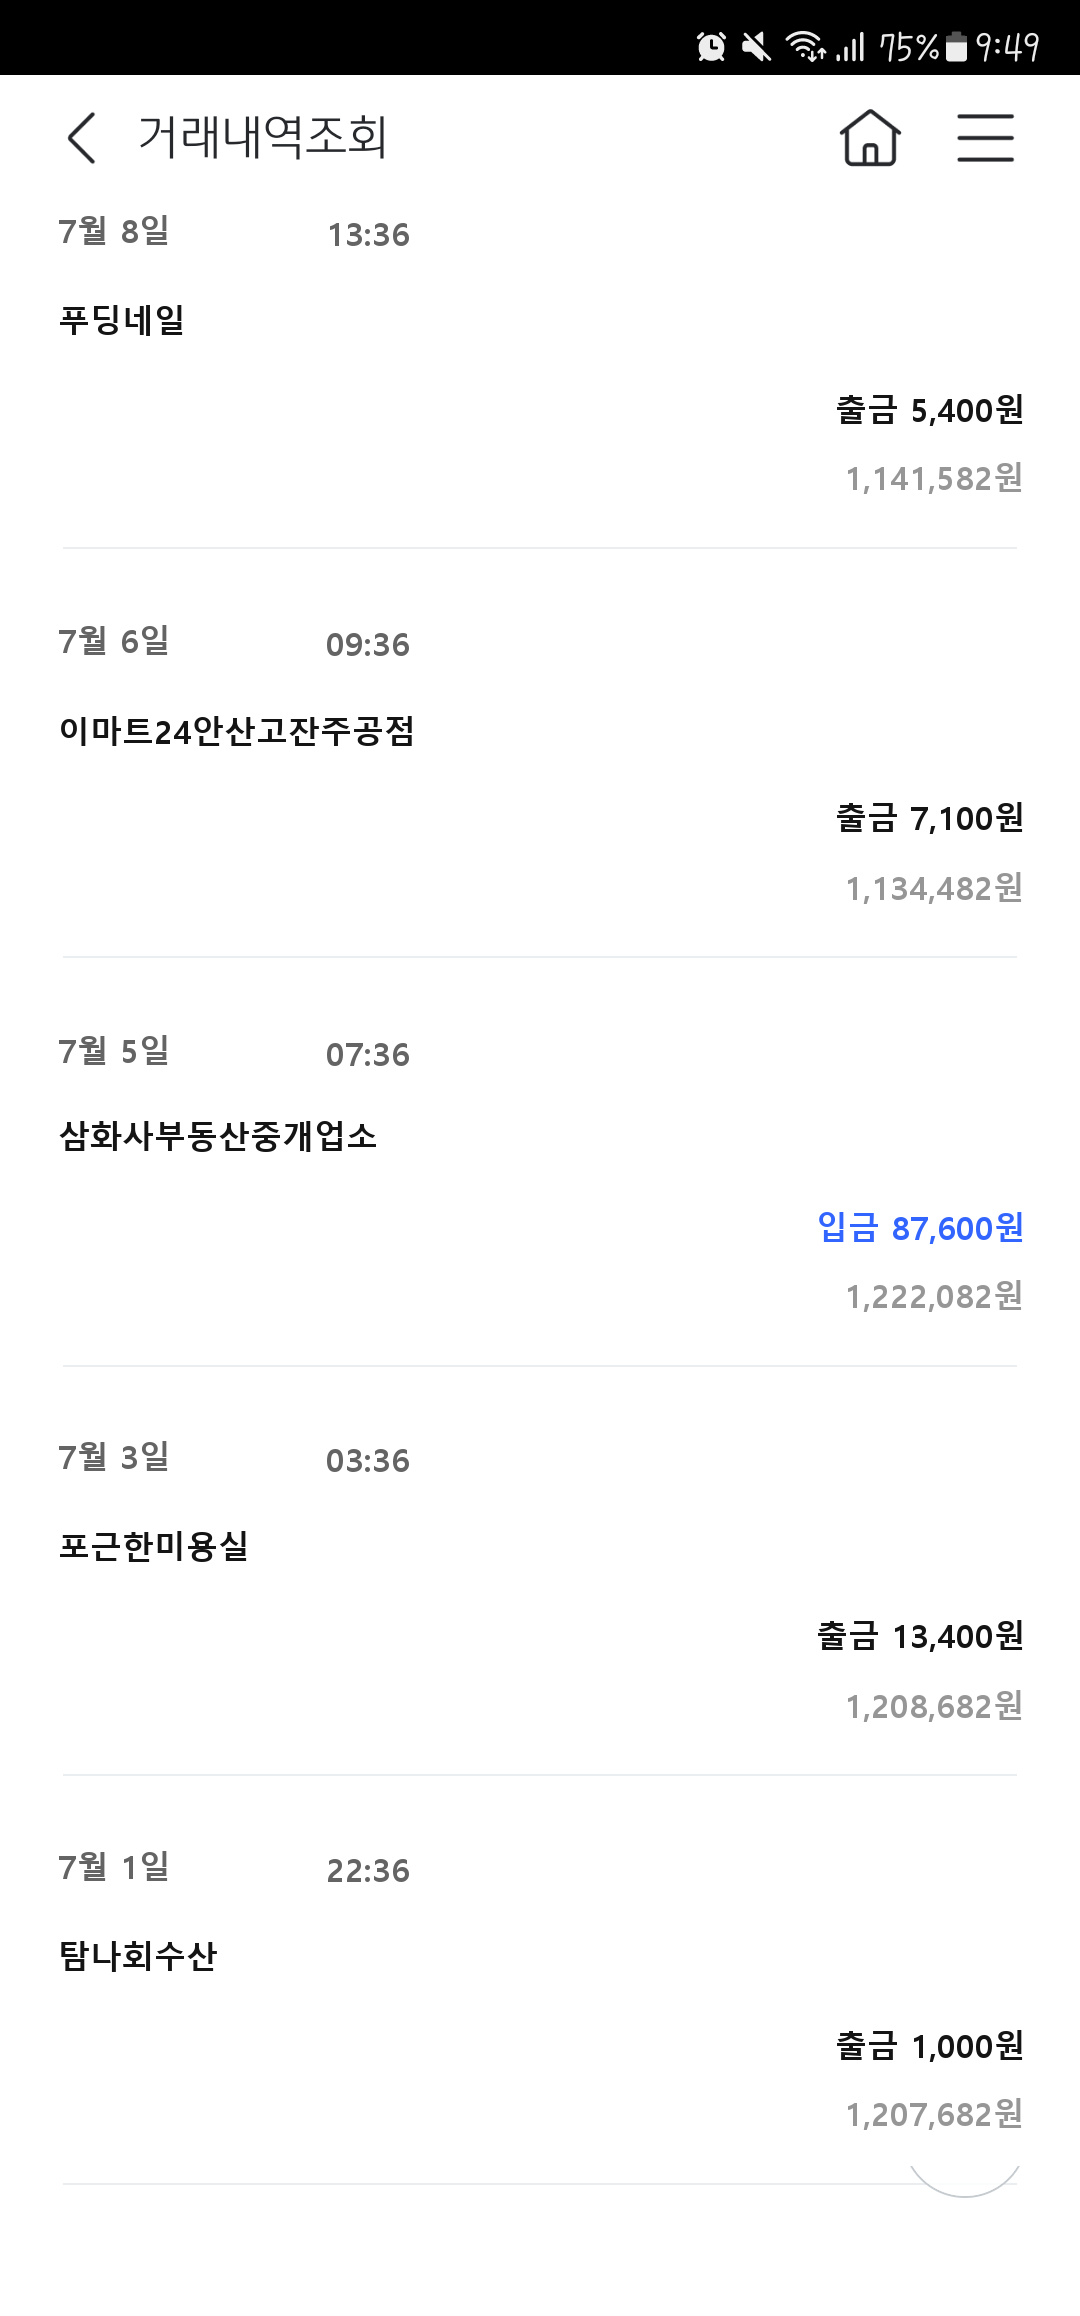 75% 9:49
거래내역조회
7월 8일 13:36
푸딩네일
출금 5,400원
1,141,582원
7월 6일 09:36
이마트24안산고잔주공점
출금 7,100원
1,134,482원
7월 5일 07:36
삼화사부동산중개업소
입금 87,600원
1,222,082원
7월 3일 03:36
포근한미용실
출금 13,400원
1,208,682원
7월 1일 22:36
탐나회수산
출금 1,000원
1,207,682원